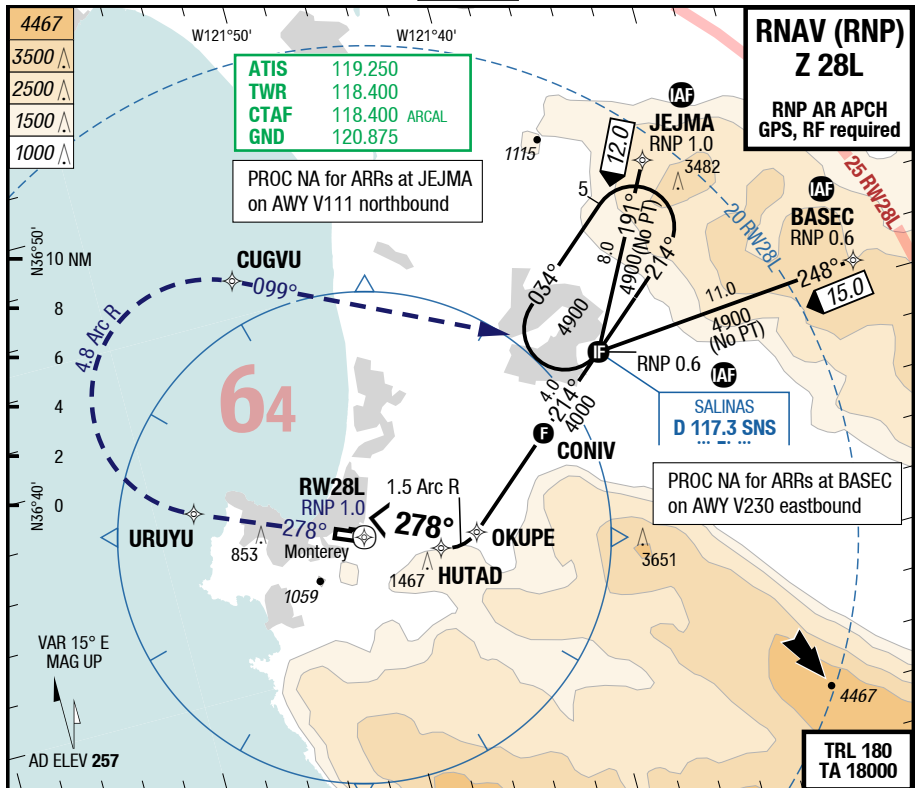 4467
3500
2500
1500
1000
W121°50'
W121°40'
ATIS 119.250
TWR 118.400
CTAF 118.400 ARCAL
GND 120.875
PROC NA for ARRs at JEJMA
on AWY V111 northbound
RNAV (RNP)
Z 28L
RNP AR APCH
GPS, RF required
IAF
JEJMA
RNP 1.0
1115
12.0
3482
5
25 RW28L
20 RW28L
IAF
BASEC
RNP 0.6
248°
15.0
191°
8.0
4900
(No PT)
214°
034°
4900
11.0
4900
(No PT)
N36°50'
10 NM
8
6
4
2
0
N36°40'
CUGVU
099°
4.8 Arc R
64
IF
RNP 0.6
IAF
SALINAS
D 117.3 SNS
4.0
214°
4000
F
CONIV
PROC NA for ARRs at BASEC
on AWY V230 eastbound
RW28L
RNP 1.0
1.5 Arc R
278°
278°
URUYU
853
Monterey
OKUPE
HUTAD
1467
1059
3651
4467
VAR 15° E
MAG UP
AD ELEV 257
TRL 180
TA 18000